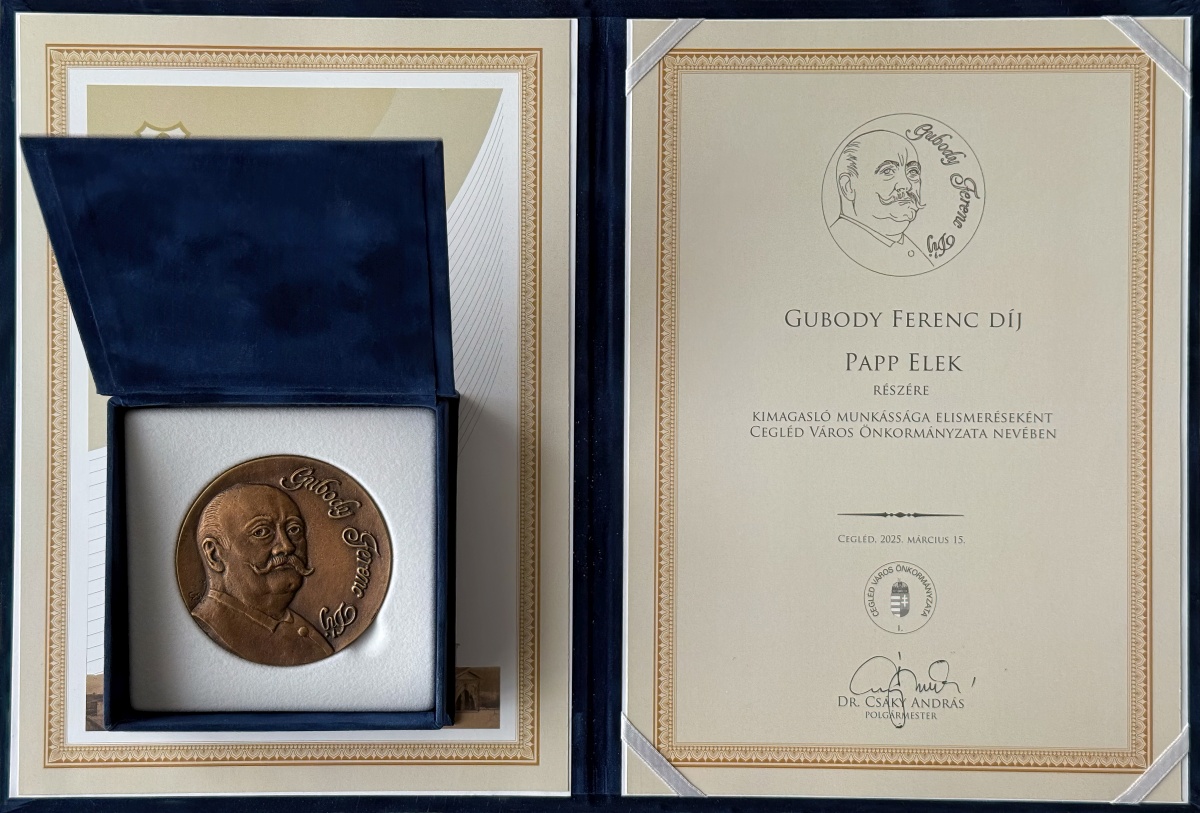 Gubody Ferenc Díj
Gubody Ferenc Díj
GUBODY FERENC DÍJ
PAPP ELEK
RÉSZÉRE
KIMAGASLÓ MUNKÁSSÁGA ELISMERÉSEKÉNT
CEGLÉD VÁROS ÖNKORMÁNYZATA NEVÉBEN
CEGLÉD, 2025. MÁRCIUS 15.
CEGLÉD VÁROS ÖNKORMÁNYZATA
1.
DR. CSÁKY ANDRÁS
POLGÁRMESTER